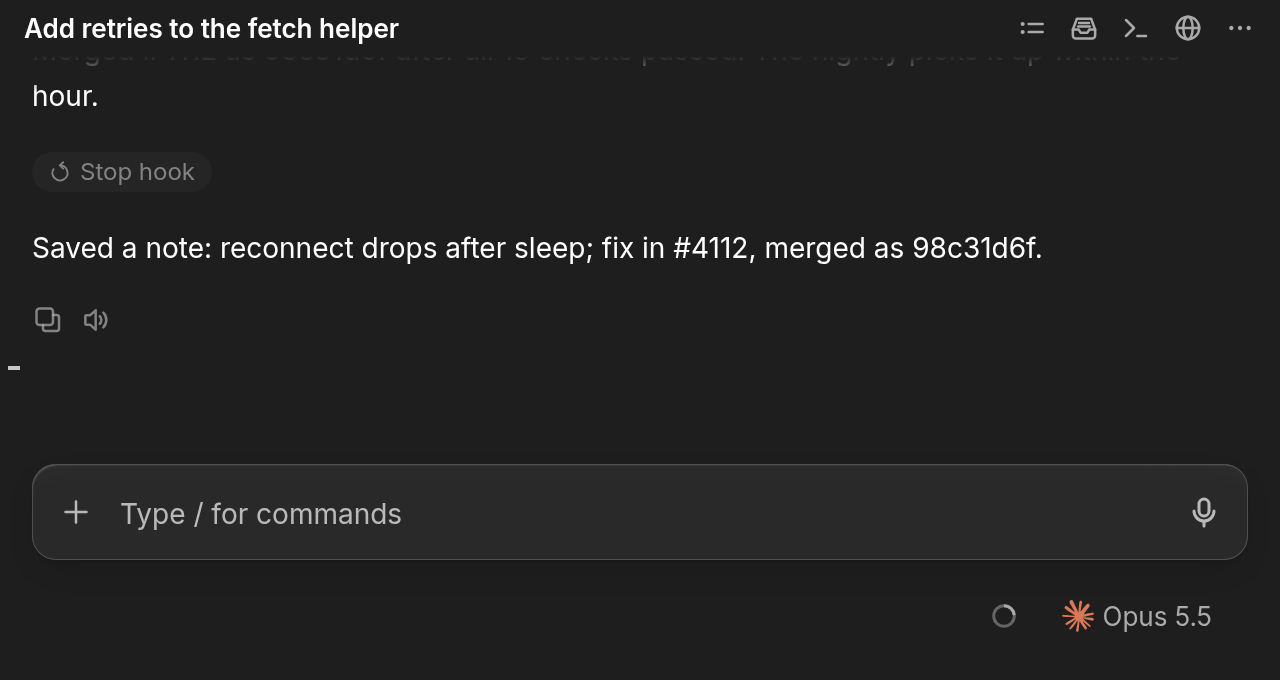 Add retries to the fetch helper
hour.
Stop hook
Saved a note: reconnect drops after sleep; fix in #4112, merged as 98c31d6f.
Type / for commands
Opus 5.5